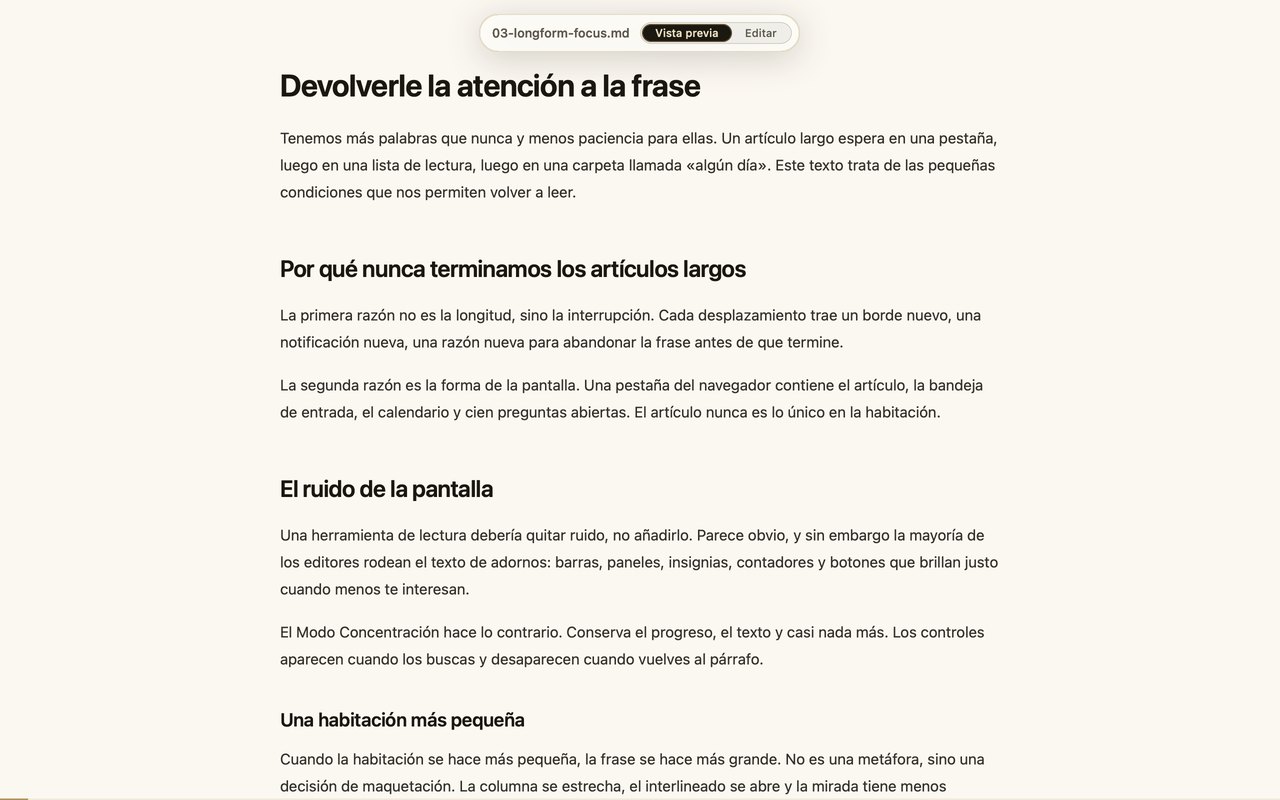 03-longform-focus.md Vista previa Editar
Devolverle la atención a la frase
Tenemos más palabras que nunca y menos paciencia para ellas. Un artículo largo espera en una pestaña,
luego en una lista de lectura, luego en una carpeta llamada «algún día». Este texto trata de las pequeñas
condiciones que nos permiten volver a leer.
Por qué nunca terminamos los artículos largos
La primera razón no es la longitud, sino la interrupción. Cada desplazamiento trae un borde nuevo, una
notificación nueva, una razón nueva para abandonar la frase antes de que termine.
La segunda razón es la forma de la pantalla. Una pestaña del navegador contiene el artículo, la bandeja
de entrada, el calendario y cien preguntas abiertas. El artículo nunca es lo único en la habitación.
El ruido de la pantalla
Una herramienta de lectura debería quitar ruido, no añadirlo. Parece obvio, y sin embargo la mayoría de
los editores rodean el texto de adornos: barras, paneles, insignias, contadores y botones que brillan justo
cuando menos te interesan.
El Modo Concentración hace lo contrario. Conserva el progreso, el texto y casi nada más. Los controles
aparecen cuando los buscas y desaparecen cuando vuelves al párrafo.
Una habitación más pequeña
Cuando la habitación se hace más pequeña, la frase se hace más grande. No es una metáfora, sino una
decisión de maquetación. La columna se estrecha, el interlineado se abre y la mirada tiene menos